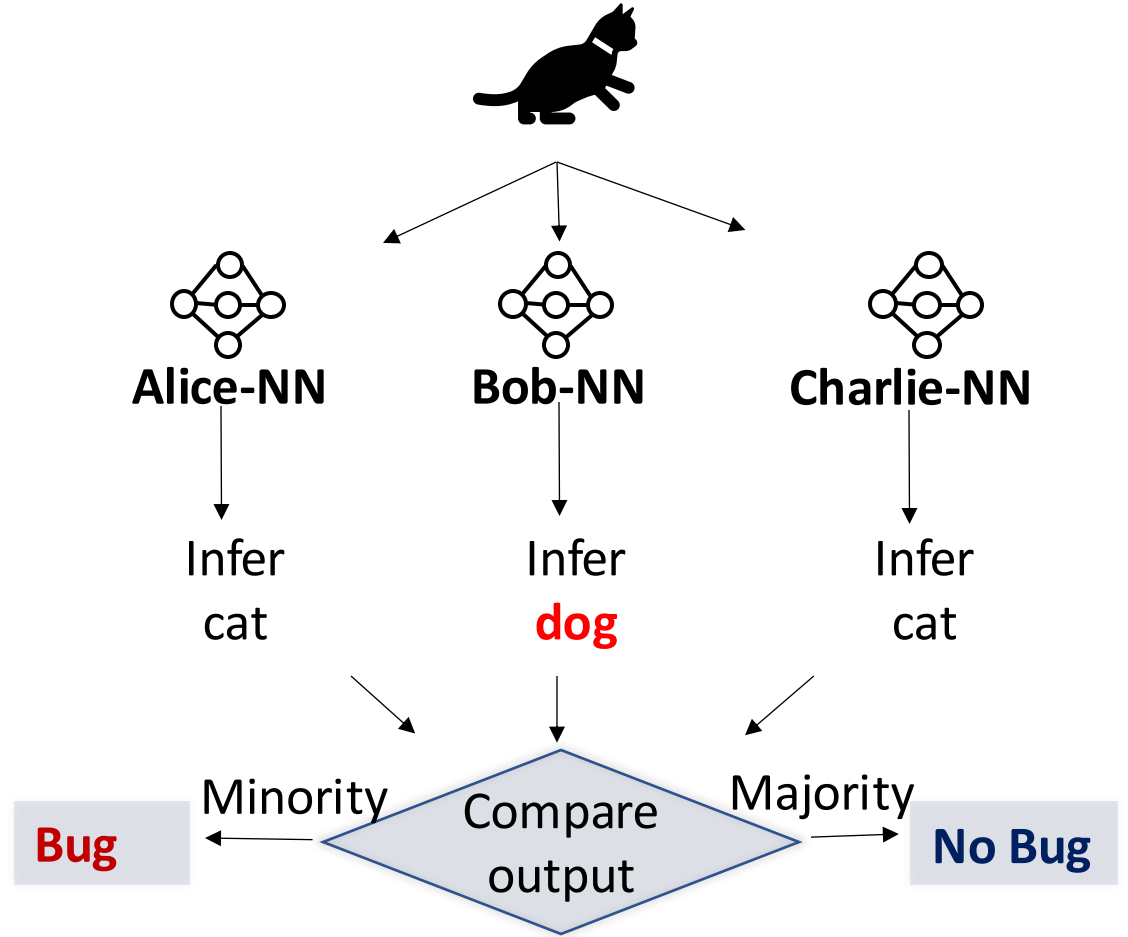 Alice-NN
Bob-NN
Charlie-NN
Infer
cat
Infer
dog
Infer
cat
Minority
Majority
Compare
output
Bug
No Bug